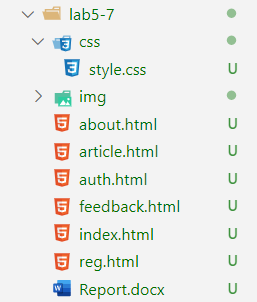 lab5-7
css
style.css U
img
about.html U
article.html U
auth.html U
feedback.html U
index.html U
reg.html U
Report.docx U